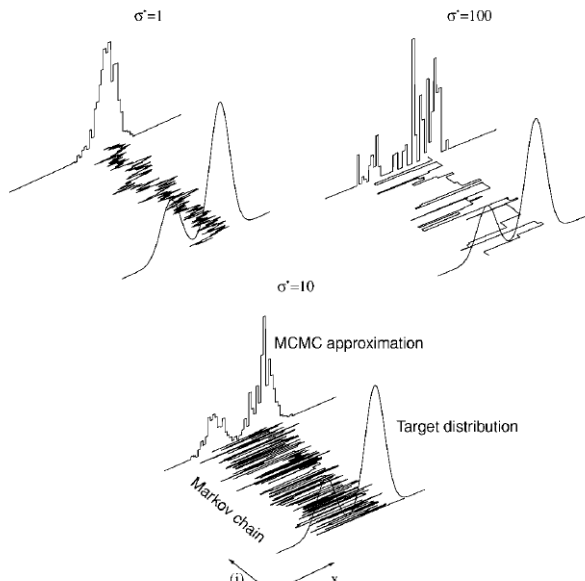 σ*=1
σ*=100
σ*=10
MCMC approximation
Target distribution
Markov chain
(i)
x